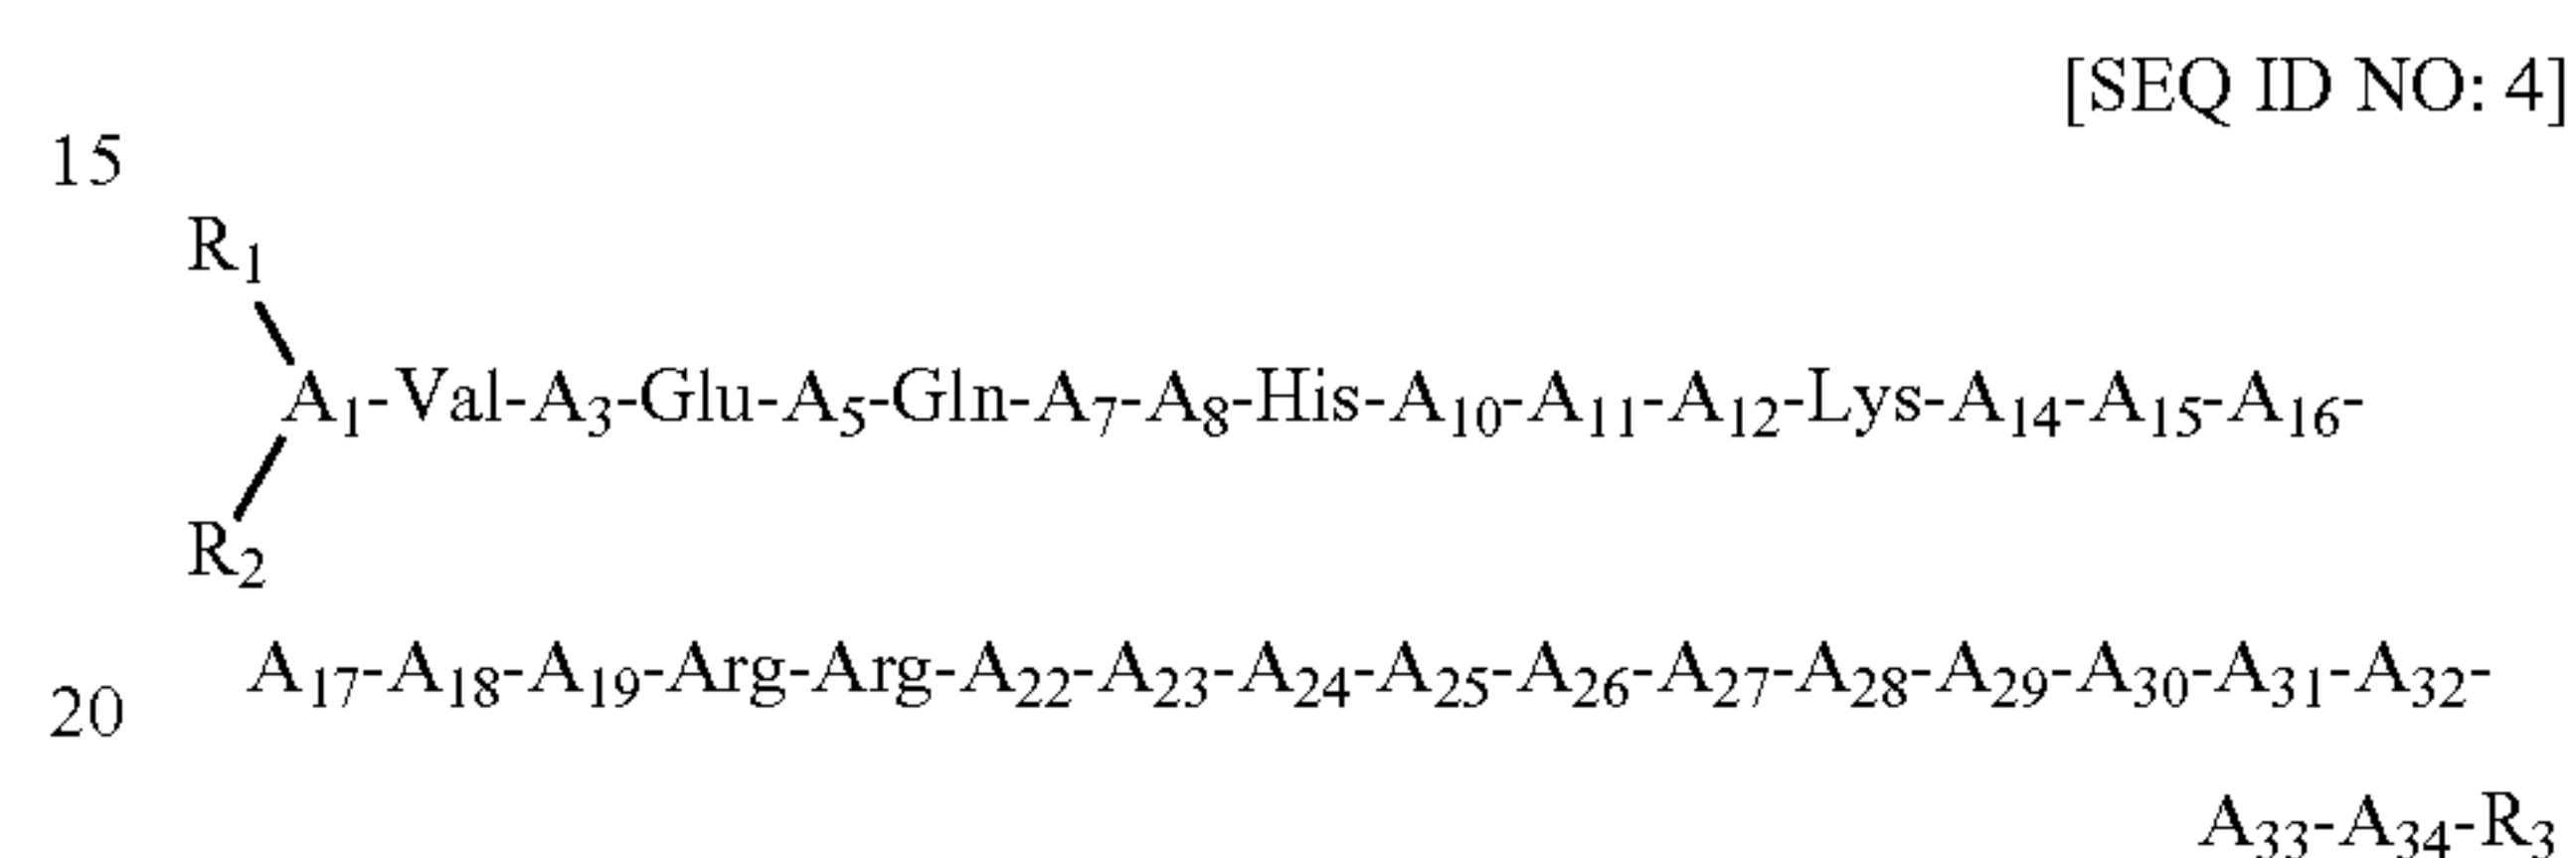 [SEQ ID NO: 4]
15
R₁
A₁-Val-A₃-Glu-A₅-Gln-A₇-A₈-His-A₁₀-A₁₁-A₁₂-Lys-A₁₄-A₁₅-A₁₆-
R₂
A₁₇-A₁₈-A₁₉-Arg-Arg-A₂₂-A₂₃-A₂₄-A₂₅-A₂₆-A₂₇-A₂₈-A₂₉-A₃₀-A₃₁-A₃₂-
20
A₃₃-A₃₄-R₃